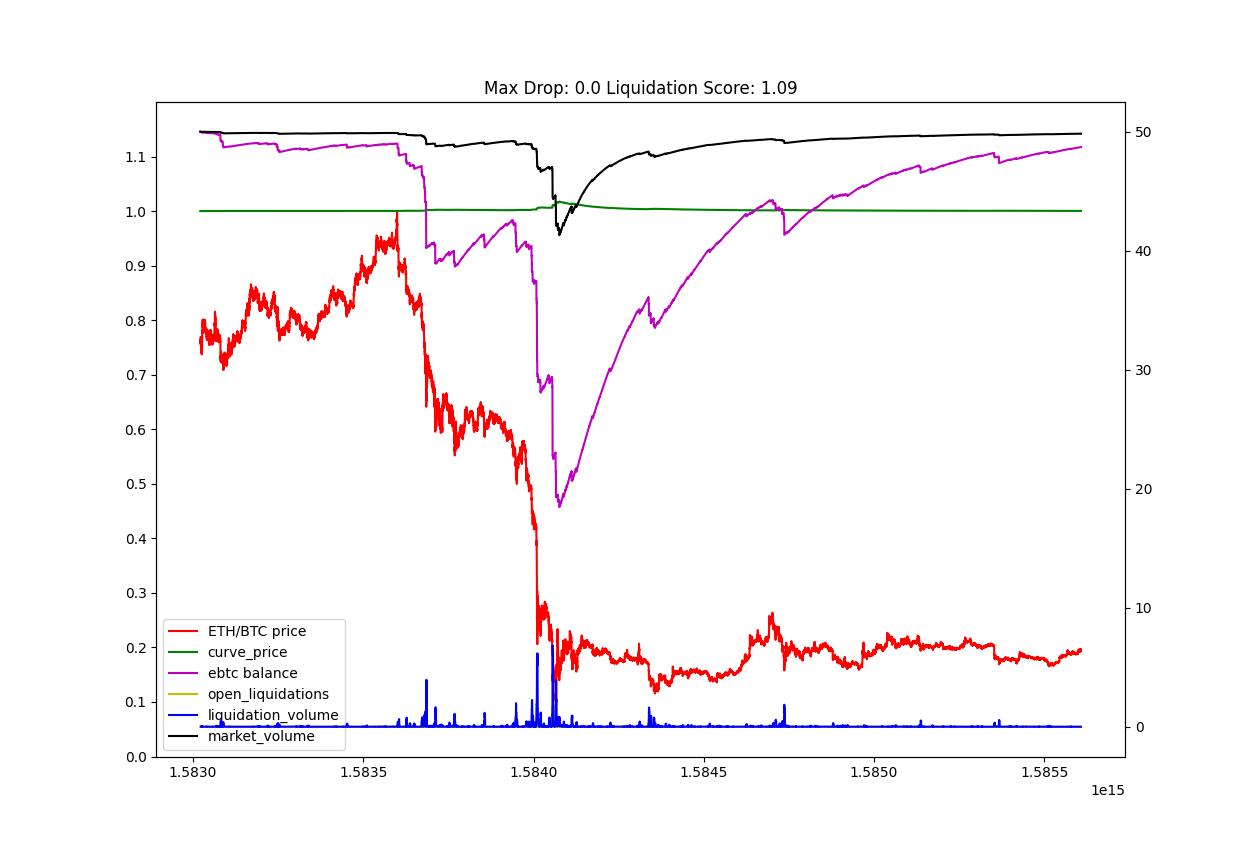 Max Drop: 0.0 Liquidation Score: 1.09
1.1
1.0
0.9
0.8
0.7
0.6
0.5
0.4
0.3
0.2
0.1
0.0
50
40
30
20
10
0
ETH/BTC price
curve_price
ebtc balance
open_liquidations
liquidation_volume
market_volume
1.5830 1.5835 1.5840 1.5845 1.5850 1.5855
1e15